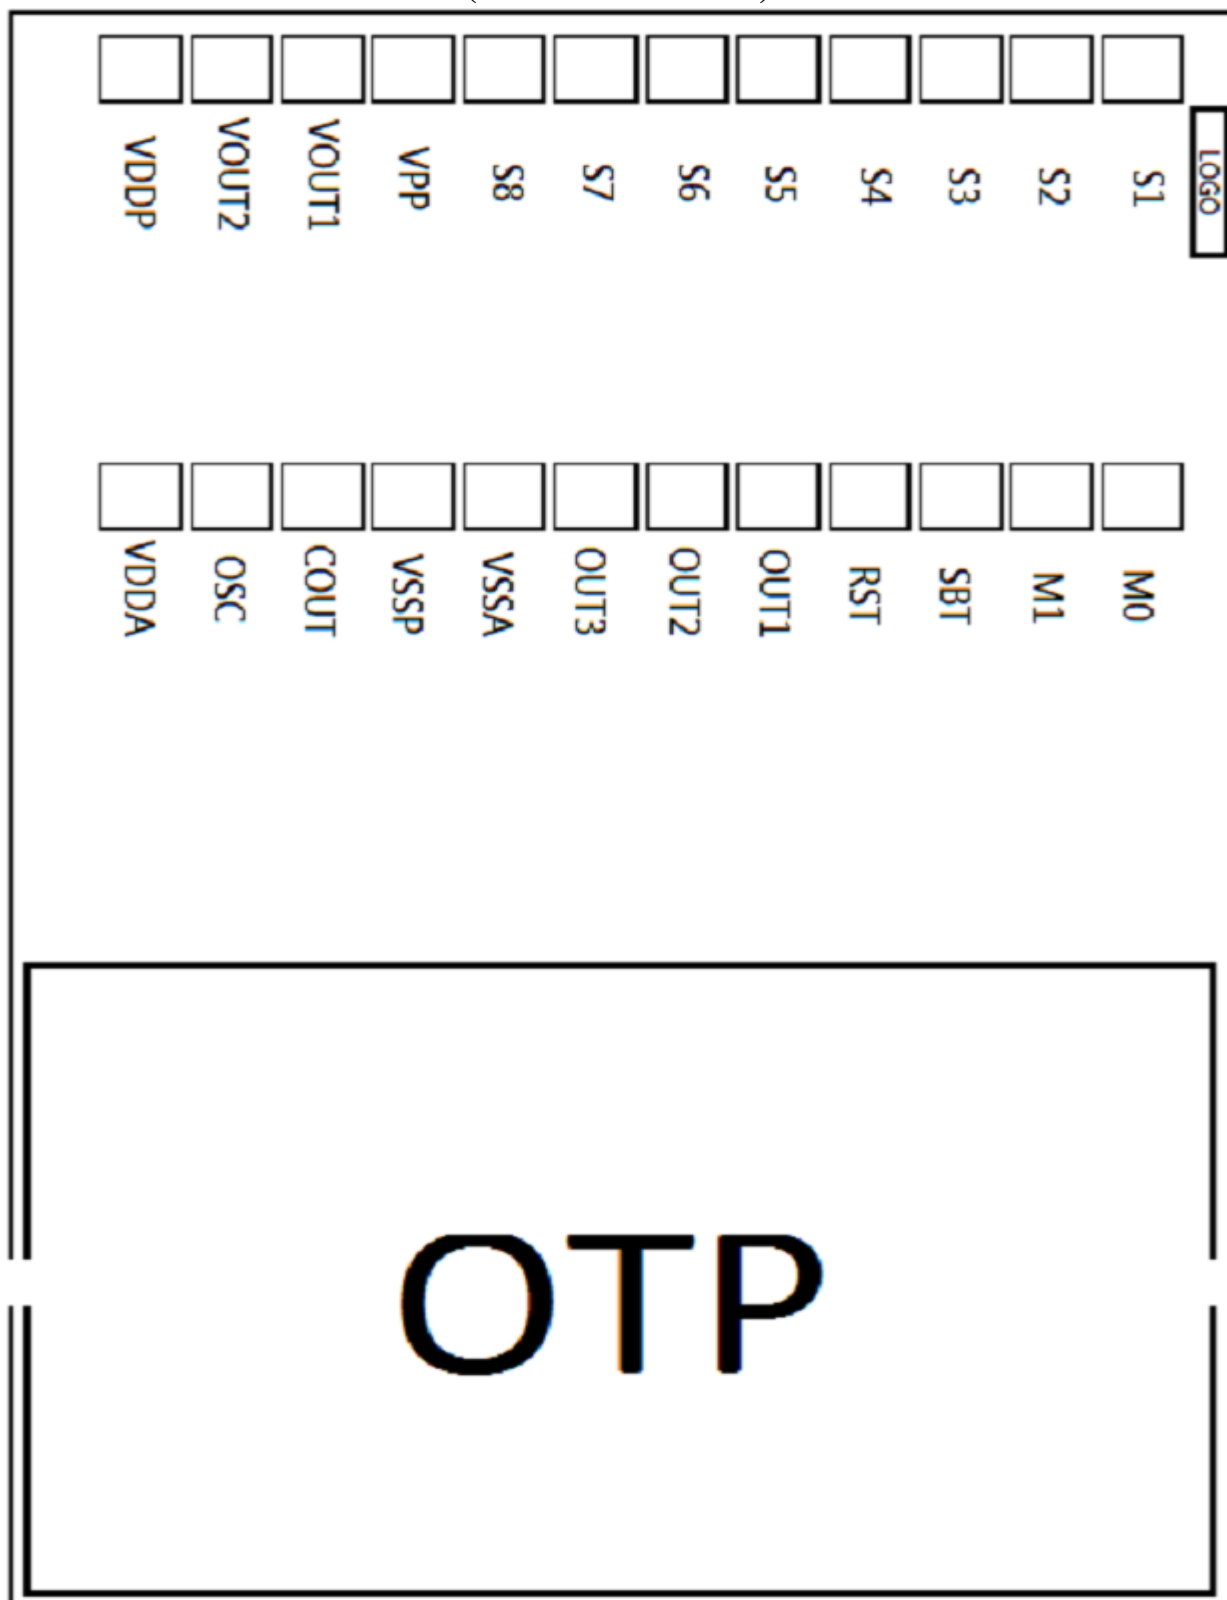 VDDP VOUT2 VOUT1 VPP S8 S7 S6 S5 S4 S3 S2 S1 LOGO
VDDA OSC COUT VSSP VSSA OUT3 OUT2 OUT1 RST SBT M1 M0
OTP